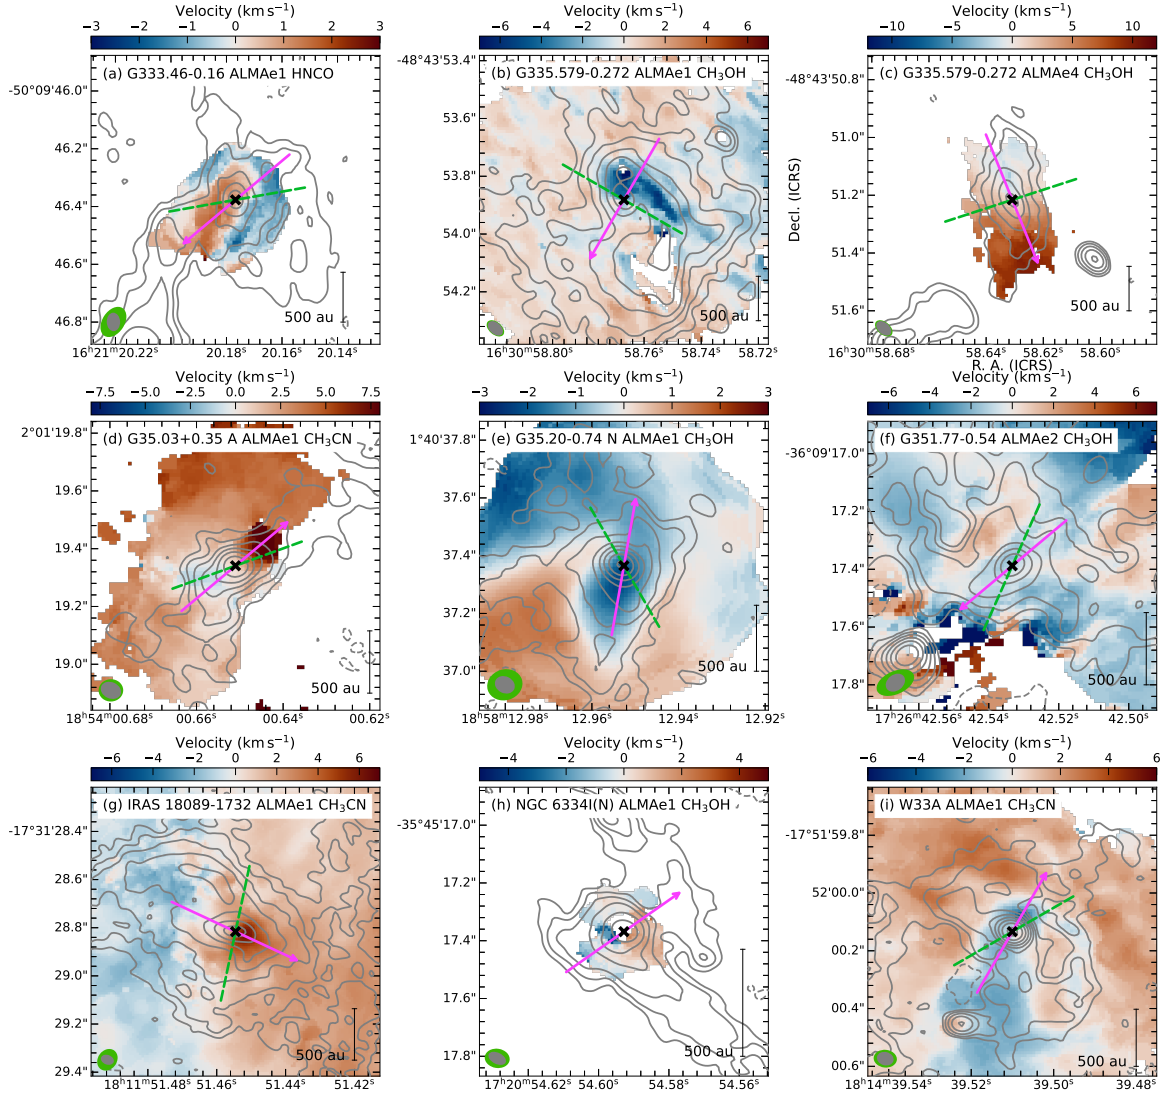 Velocity (km s⁻¹) Velocity (km s⁻¹) Velocity (km s⁻¹)
−3 −2 −1 0 1 2 3 −6 −4 −2 0 2 4 6 −10 −5 0 5 10
(a) G333.46-0.16 ALMAe1 HNCO
-50°09'46.0"
46.2"
46.4"
46.6"
46.8"
500 au
16ʰ21ᵐ20.22ˢ 20.18ˢ 20.16ˢ 20.14ˢ
(b) G335.579-0.272 ALMAe1 CH₃OH
-48°43'53.4"
53.6"
53.8"
54.0"
54.2"
500 au
16ʰ30ᵐ58.80ˢ 58.76ˢ 58.74ˢ 58.72ˢ
(c) G335.579-0.272 ALMAe4 CH₃OH
-48°43'50.8"
51.0"
51.2"
51.4"
51.6"
Decl. (ICRS)
500 au
16ʰ30ᵐ58.68ˢ 58.64ˢ 58.62ˢ 58.60ˢ
R. A. (ICRS)
Velocity (km s⁻¹) Velocity (km s⁻¹) Velocity (km s⁻¹)
−7.5 −5.0 −2.5 0.0 2.5 5.0 7.5 −3 −2 −1 0 1 2 3 −6 −4 −2 0 2 4 6
(d) G35.03+0.35 A ALMAe1 CH₃CN
2°01'19.8"
19.6"
19.4"
19.2"
19.0"
500 au
18ʰ54ᵐ00.68ˢ 00.66ˢ 00.64ˢ 00.62ˢ
(e) G35.20-0.74 N ALMAe1 CH₃OH
1°40'37.8"
37.6"
37.4"
37.2"
37.0"
500 au
18ʰ58ᵐ12.98ˢ 12.96ˢ 12.94ˢ 12.92ˢ
(f) G351.77-0.54 ALMAe2 CH₃OH
-36°09'17.0"
17.2"
17.4"
17.6"
17.8"
500 au
17ʰ26ᵐ42.56ˢ 42.54ˢ 42.52ˢ 42.50ˢ
Velocity (km s⁻¹) Velocity (km s⁻¹) Velocity (km s⁻¹)
−6 −4 −2 0 2 4 6 −4 −2 0 2 4 −6 −4 −2 0 2 4 6
(g) IRAS 18089-1732 ALMAe1 CH₃CN
-17°31'28.4"
28.6"
28.8"
29.0"
29.2"
29.4"
500 au
18ʰ11ᵐ51.48ˢ 51.46ˢ 51.44ˢ 51.42ˢ
(h) NGC 6334I(N) ALMAe1 CH₃OH
-35°45'17.0"
17.2"
17.4"
17.6"
17.8"
500 au
17ʰ20ᵐ54.62ˢ 54.60ˢ 54.58ˢ 54.56ˢ
(i) W33A ALMAe1 CH₃CN
-17°51'59.8"
52'00.0"
00.2"
00.4"
00.6"
500 au
18ʰ14ᵐ39.54ˢ 39.52ˢ 39.50ˢ 39.48ˢ